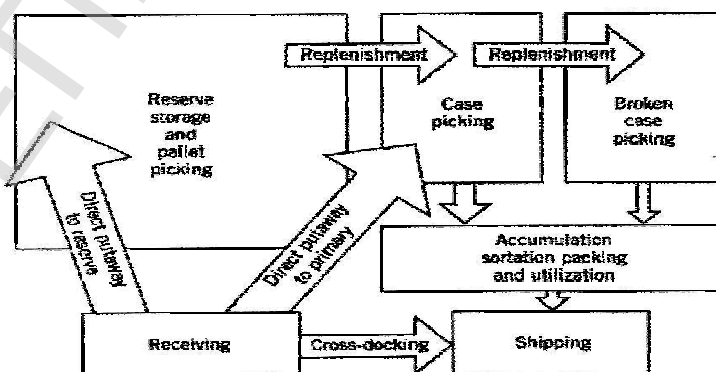 Replenishment
Replenishment
Reserve
storage
and
pallet
picking
Case
picking
Broken
case
picking
Direct putaway
to reserve
Direct putaway
to primary
Accumulation
sortation packing
and utilization
Receiving
Cross-docking
Shipping